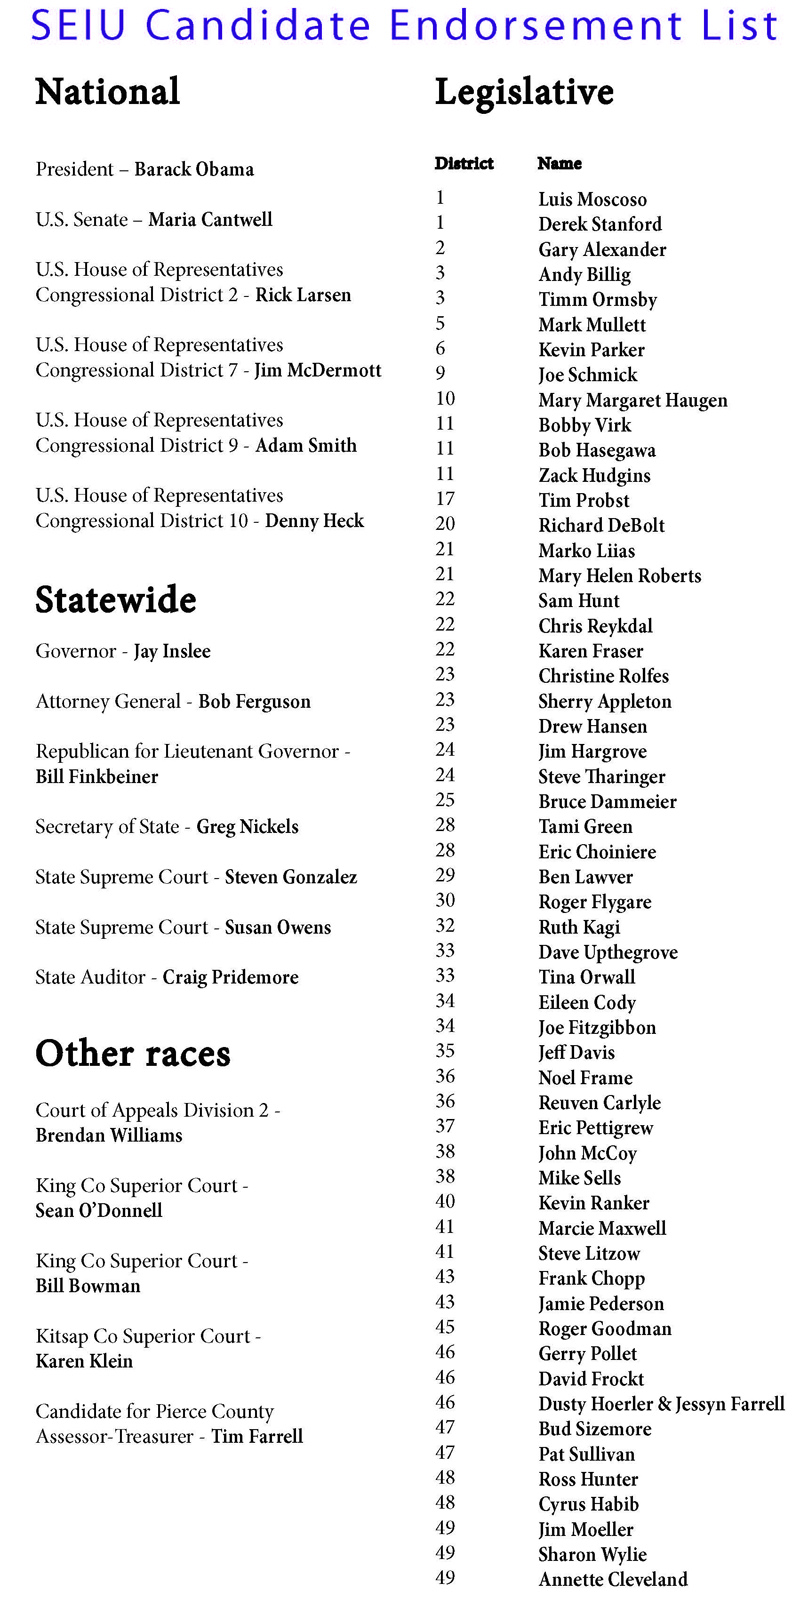 SEIU Candidate Endorsement List
National
President – Barack Obama
U.S. Senate – Maria Cantwell
U.S. House of Representatives
Congressional District 2 - Rick Larsen
U.S. House of Representatives
Congressional District 7 - Jim McDermott
U.S. House of Representatives
Congressional District 9 - Adam Smith
U.S. House of Representatives
Congressional District 10 - Denny Heck
Statewide
Governor - Jay Inslee
Attorney General - Bob Ferguson
Republican for Lieutenant Governor -
Bill Finkbeiner
Secretary of State - Greg Nickels
State Supreme Court - Steven Gonzalez
State Supreme Court - Susan Owens
State Auditor - Craig Pridemore
Other races
Court of Appeals Division 2 -
Brendan Williams
King Co Superior Court -
Sean O’Donnell
King Co Superior Court -
Bill Bowman
Kitsap Co Superior Court -
Karen Klein
Candidate for Pierce County
Assessor-Treasurer - Tim Farrell
Legislative
District Name
1 Luis Moscoso
1 Derek Stanford
2 Gary Alexander
3 Andy Billig
3 Timm Ormsby
5 Mark Mullett
6 Kevin Parker
9 Joe Schmick
10 Mary Margaret Haugen
11 Bobby Virk
11 Bob Hasegawa
11 Zack Hudgins
17 Tim Probst
20 Richard DeBolt
21 Marko Liias
21 Mary Helen Roberts
22 Sam Hunt
22 Chris Reykdal
22 Karen Fraser
23 Christine Rolfes
23 Sherry Appleton
23 Drew Hansen
24 Jim Hargrove
24 Steve Tharinger
25 Bruce Dammeier
28 Tami Green
28 Eric Choiniere
29 Ben Lawver
30 Roger Flygare
32 Ruth Kagi
33 Dave Upthegrove
33 Tina Orwall
34 Eileen Cody
34 Joe Fitzgibbon
35 Jeff Davis
36 Noel Frame
36 Reuven Carlyle
37 Eric Pettigrew
38 John McCoy
38 Mike Sells
40 Kevin Ranker
41 Marcie Maxwell
41 Steve Litzow
43 Frank Chopp
43 Jamie Pederson
45 Roger Goodman
46 Gerry Pollet
46 David Frockt
46 Dusty Hoerler & Jessyn Farrell
47 Bud Sizemore
47 Pat Sullivan
48 Ross Hunter
48 Cyrus Habib
49 Jim Moeller
49 Sharon Wylie
49 Annette Cleveland